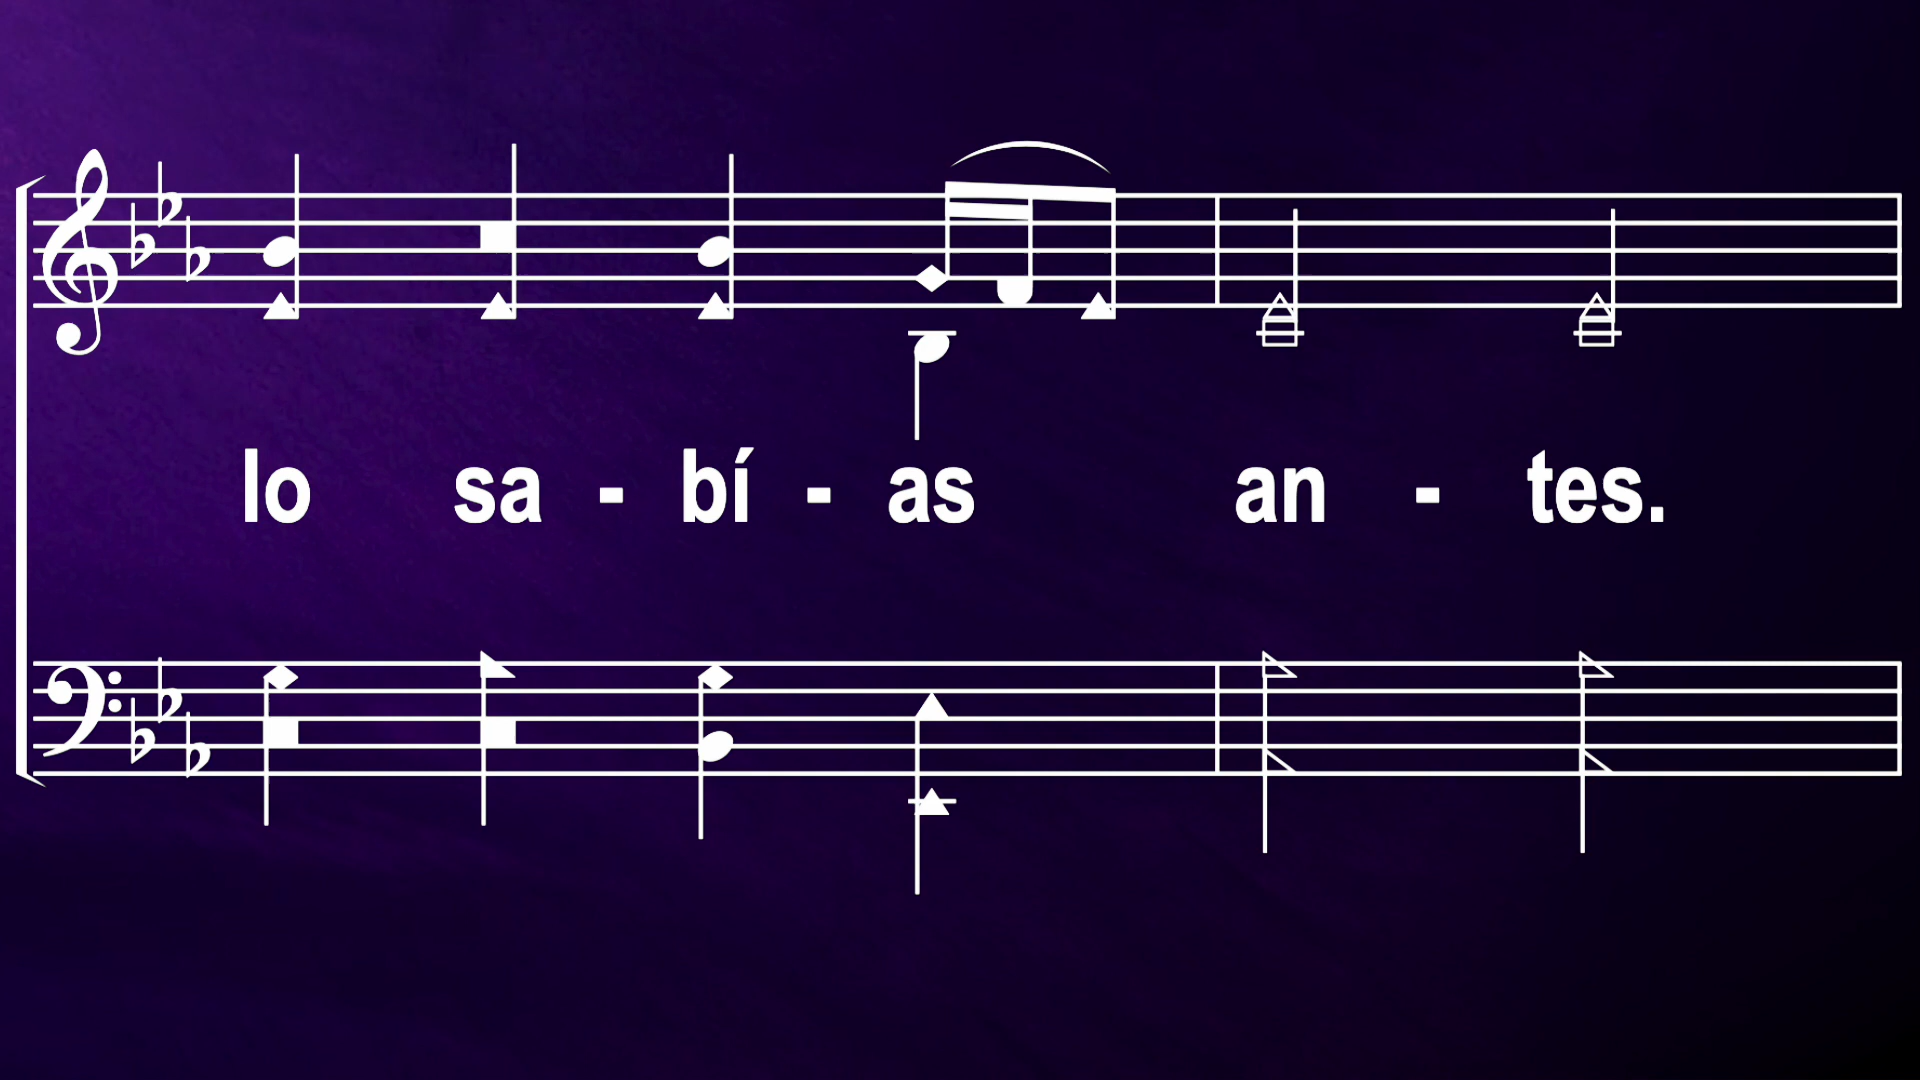 lo sa - bí - as an - tes.